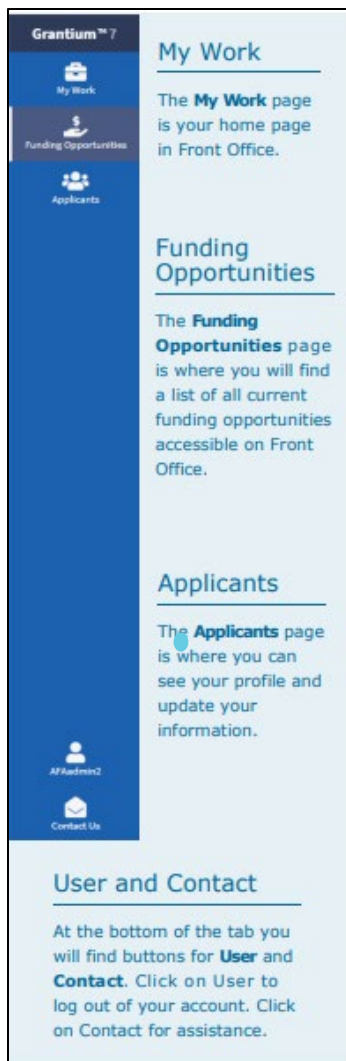 Grantium™7
My Work
Funding Opportunities
Applicants
AFAadmin2
Contact Us
My Work
The My Work page
is your home page
in Front Office.
Funding
Opportunities
The Funding
Opportunities page
is where you will find
a list of all current
funding opportunities
accessible on Front
Office.
Applicants
The Applicants page
is where you can
see your profile and
update your
information.
User and Contact
At the bottom of the tab you
will find buttons for User and
Contact. Click on User to
log out of your account. Click
on Contact for assistance.